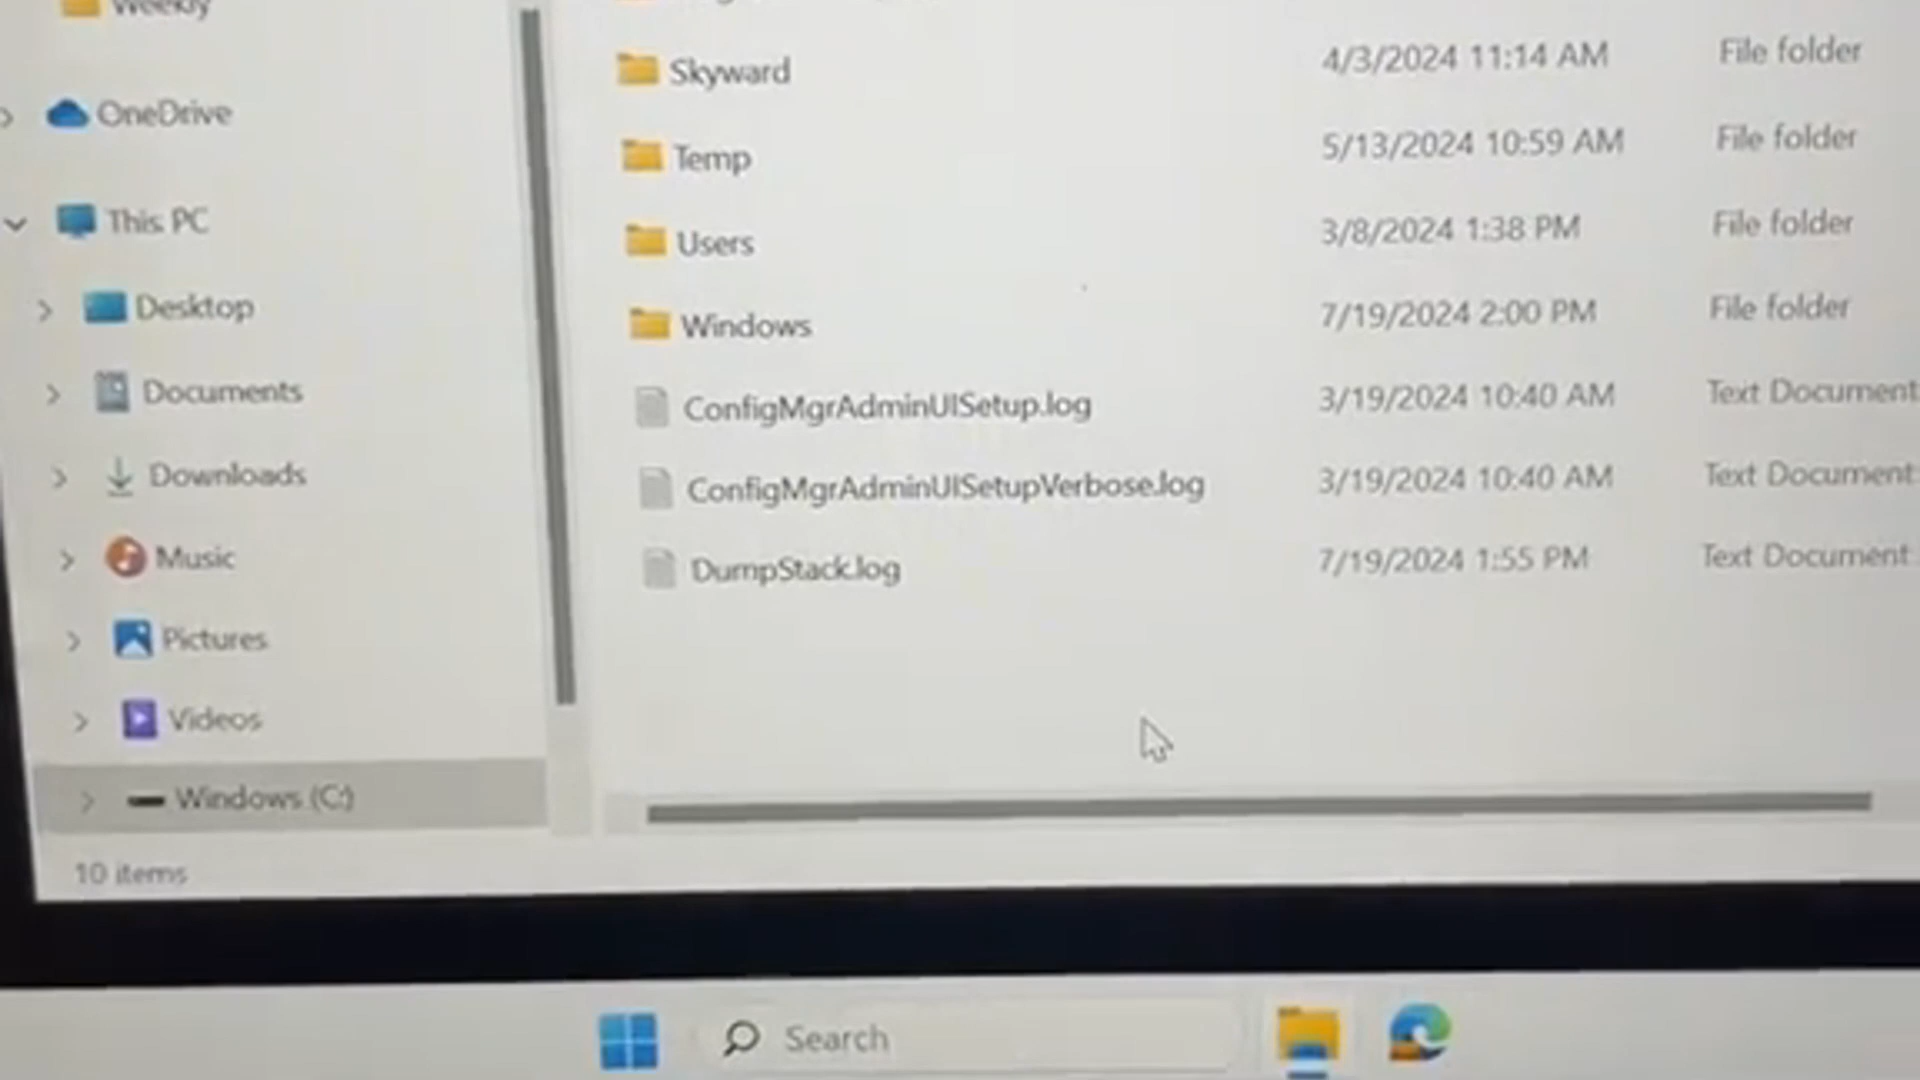 Weekly
OneDrive
This PC
Desktop
Documents
Downloads
Music
Pictures
Videos
Windows (C:)
10 items
Skyward 4/3/2024 11:14 AM File folder
Temp 5/13/2024 10:59 AM File folder
Users 3/8/2024 1:38 PM File folder
Windows 7/19/2024 2:00 PM File folder
ConfigMgrAdminUISetup.log 3/19/2024 10:40 AM Text Document
ConfigMgrAdminUISetupVerbose.log 3/19/2024 10:40 AM Text Document
DumpStack.log 7/19/2024 1:55 PM Text Document
Search